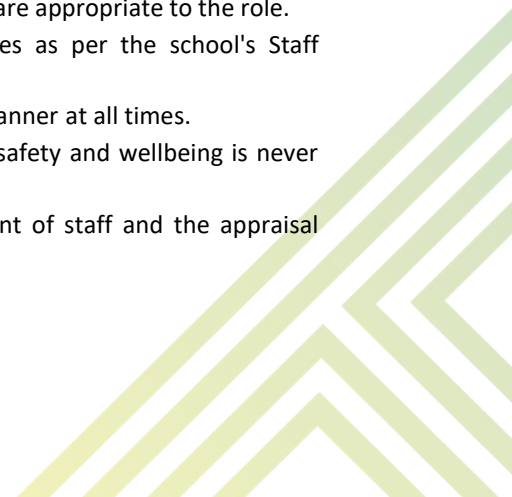 are appropriate to the role.
es as per the school's Staff
anner at all times.
safety and wellbeing is never
nt of staff and the appraisal